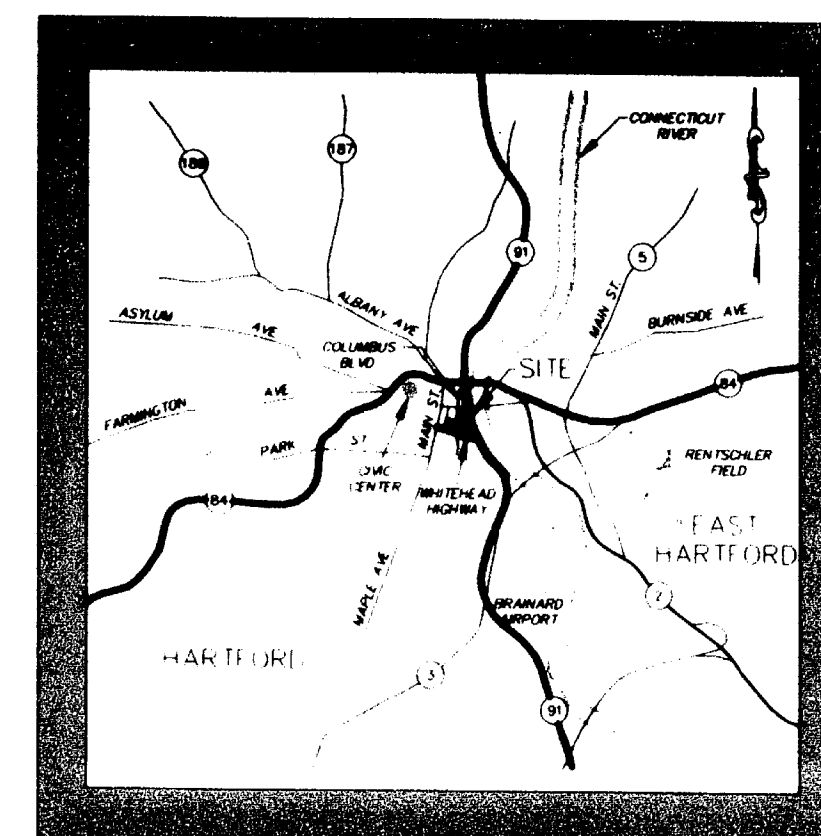 CONNECTICUT
RIVER
188
187
91
5
MAIN ST.
ALBANY AVE
BURNSIDE AVE
ASYLUM AVE
COLUMBUS
BLVD
SITE
84
FARMINGTON AVE
MAIN ST.
PARK ST
CIVIC
CENTER
RENTSCHLER
FIELD
WHITEHEAD
HIGHWAY
84
EAST
HARTFORD
MAPLE AVE
BRAINARD
AIRPORT
2
HARTFORD
3
91